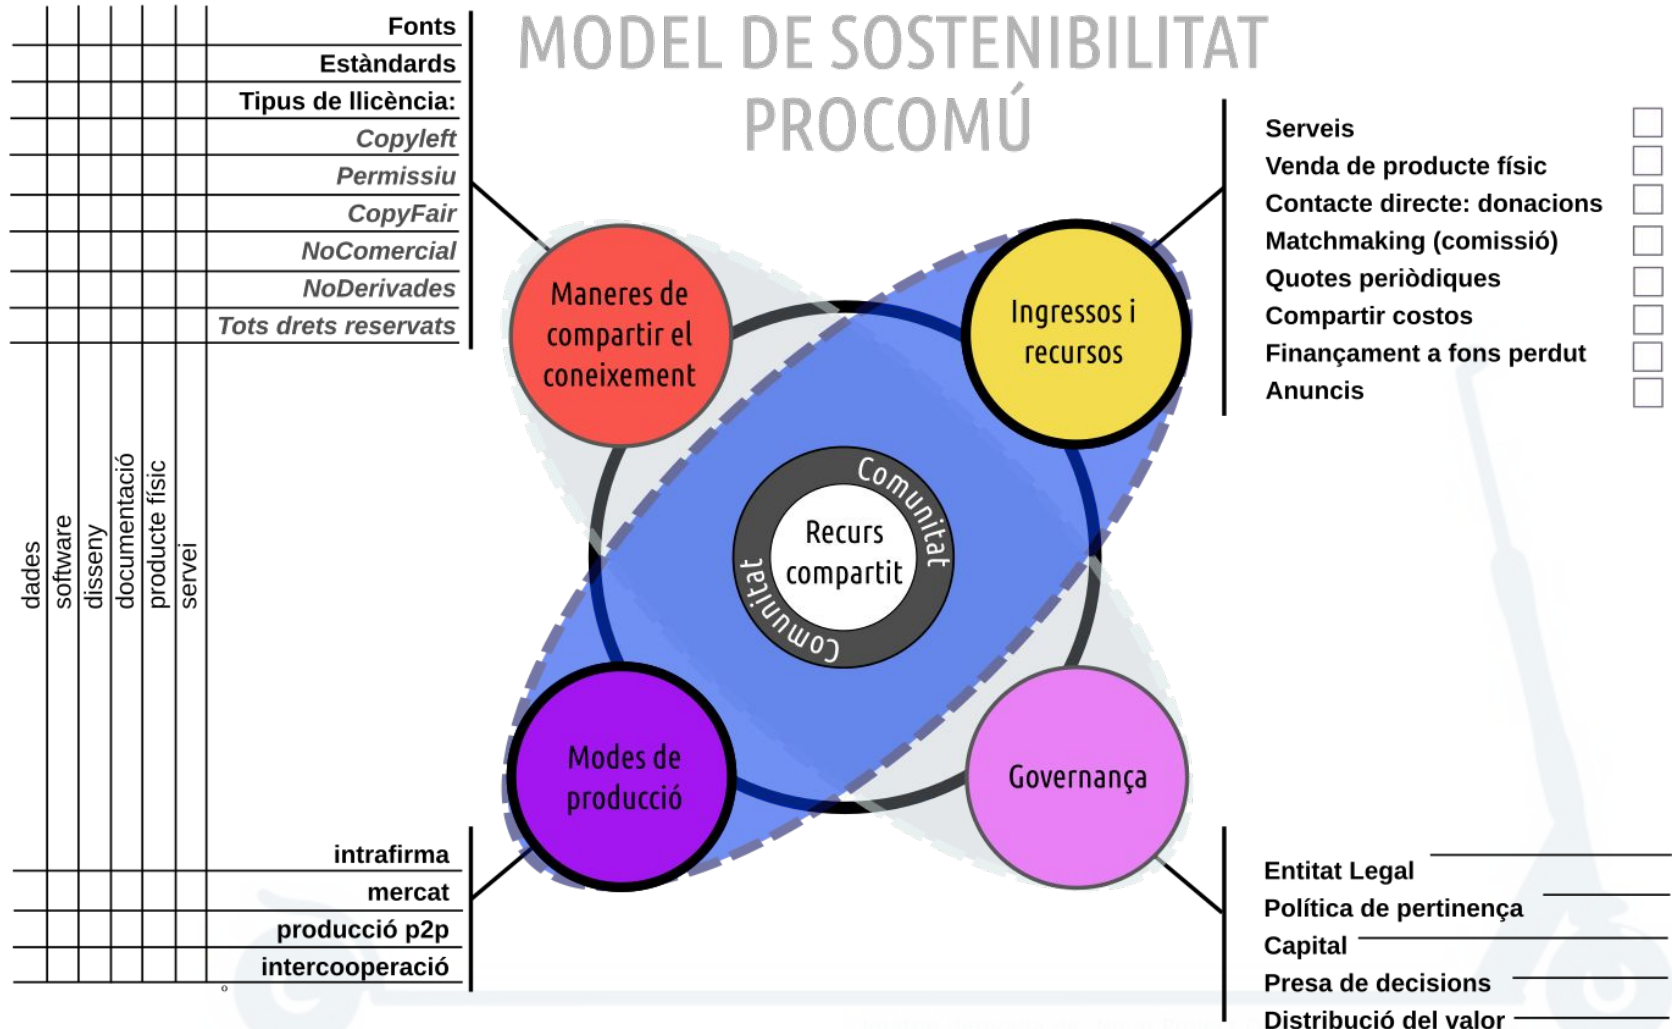 MODEL DE SOSTENIBILITAT
PROCOMÚ
Fonts
Estàndards
Tipus de llicència:
Copyleft
Permissiu
CopyFair
NoComercial
NoDerivades
Tots drets reservats
Serveis
Venda de producte físic
Contacte directe: donacions
Matchmaking (comissió)
Quotes periòdiques
Compartir costos
Finançament a fons perdut
Anuncis
Maneres de
compartir el
coneixement
Ingressos i
recursos
Comunitat
Recurs
compartit
Comunitat
dades
software
disseny
documentació
producte físic
servei
Modes de
producció
Governança
intrafirma
mercat
producció p2p
intercooperació
Entitat Legal
Política de pertinença
Capital
Presa de decisions
Distribució del valor